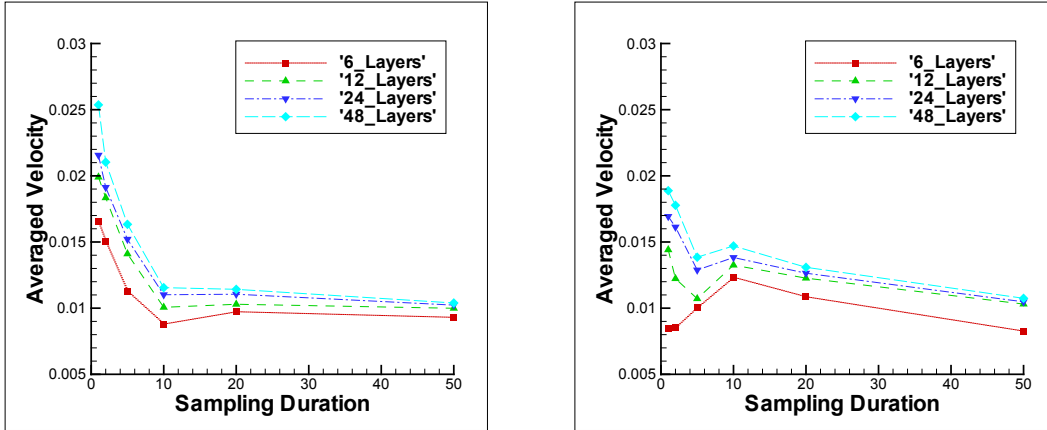 0.03
0.025
0.02
0.015
0.01
0.005
0 10 20 30 40 50
Averaged Velocity
Sampling Duration
'6_Layers'
'12_Layers'
'24_Layers'
'48_Layers'
0.03
0.025
0.02
0.015
0.01
0.005
0 10 20 30 40 50
Averaged Velocity
Sampling Duration
'6_Layers'
'12_Layers'
'24_Layers'
'48_Layers'